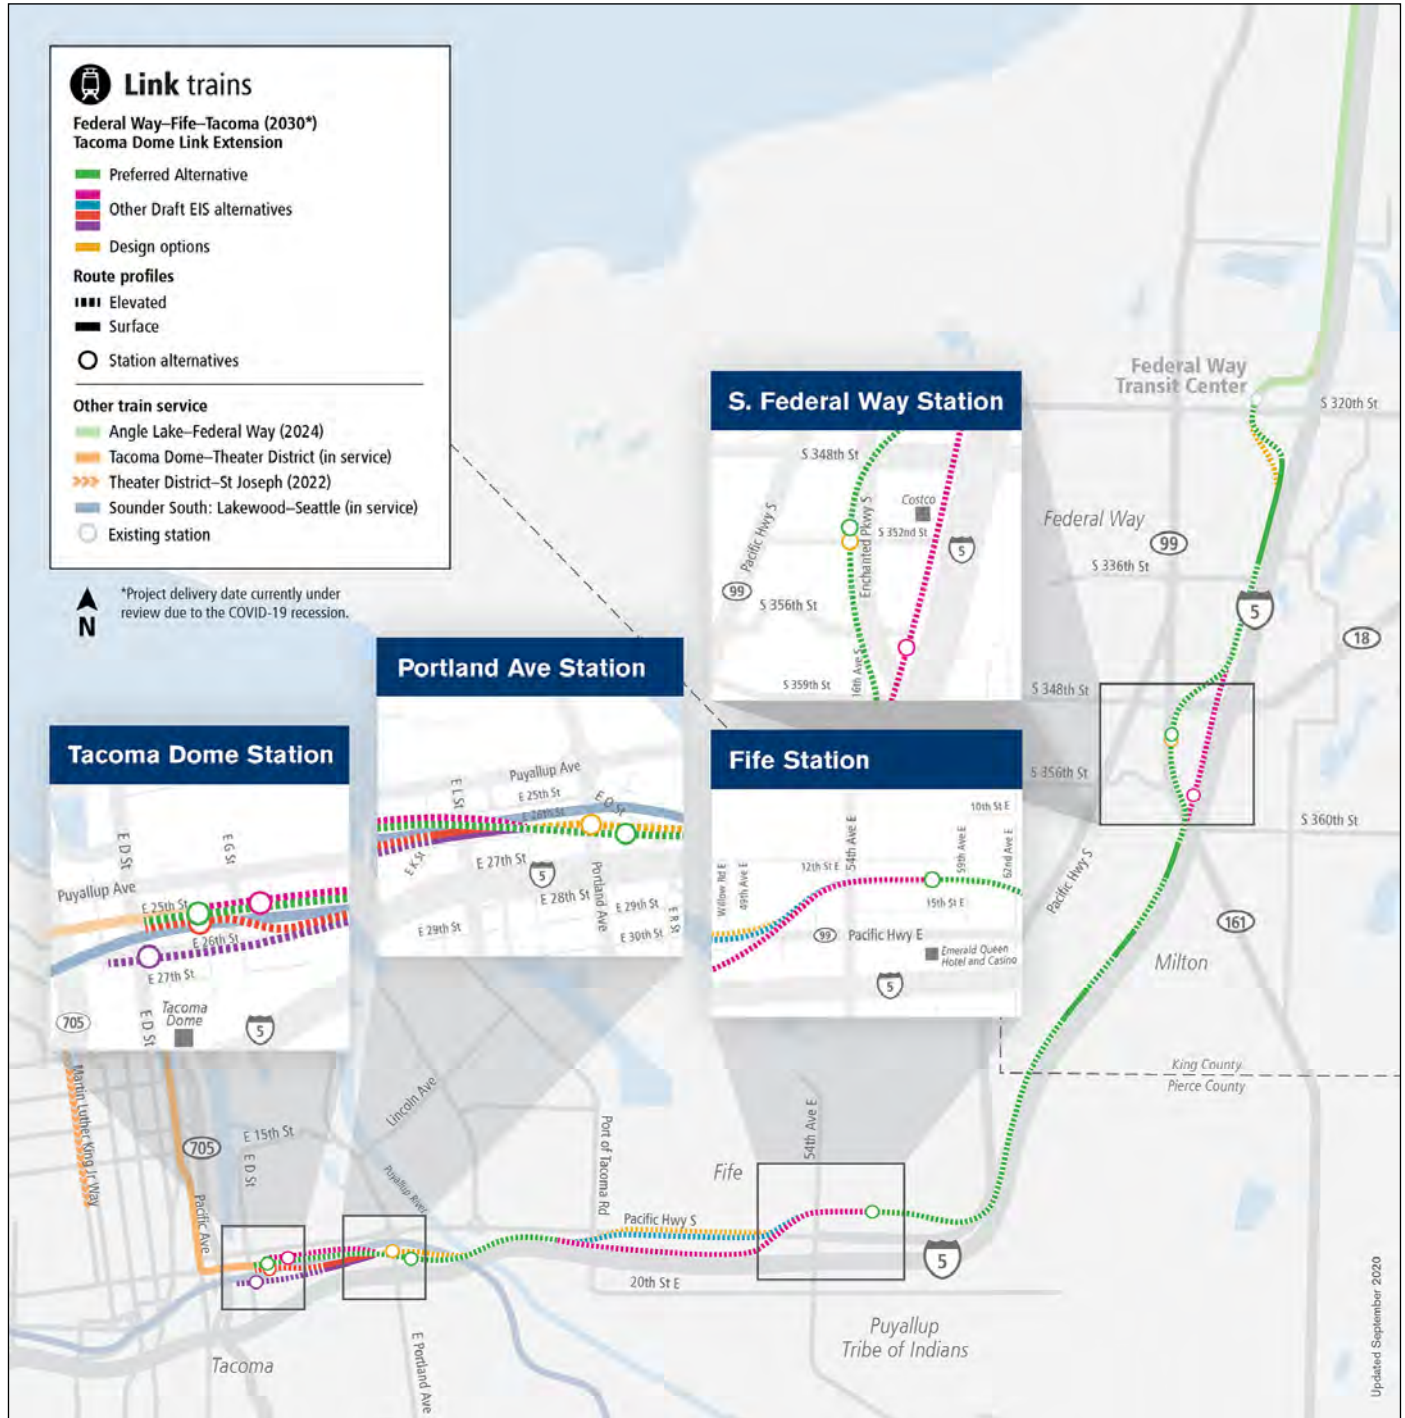 Link trains
Federal Way–Fife–Tacoma (2030*)
Tacoma Dome Link Extension
Preferred Alternative
Other Draft EIS alternatives
Design options
Route profiles
Elevated
Surface
Station alternatives
Other train service
Angle Lake–Federal Way (2024)
Tacoma Dome–Theater District (in service)
Theater District–St Joseph (2022)
Sounder South: Lakewood–Seattle (in service)
Existing station
N
*Project delivery date currently under
review due to the COVID-19 recession.
S. Federal Way Station
S 348th St
Pacific Hwy S
Enchanted Pkwy S
Costco
S 352nd St
5
99
S 356th St
16th Ave S
S 359th St
Portland Ave Station
Puyallup Ave
E L St
E 25th St
E D St
E 26th St
E K St
E 27th St
5
E 28th St
Portland Ave
E 29th St
E 29th St
E R St
E 30th St
Tacoma Dome Station
E D St
E G St
Puyallup Ave
E 25th St
E 26th St
E 27th St
705
E D St
Tacoma
Dome
5
Fife Station
10th St E
54th Ave E
59th Ave E
62nd Ave E
12th St E
Willow Rd E
49th Ave E
15th St E
99
Pacific Hwy E
Emerald Queen
Hotel and Casino
5
Federal Way
Transit Center
S 320th St
Federal Way
99
S 336th St
5
18
S 348th St
S 356th St
S 360th St
Pacific Hwy S
161
Milton
King County
Pierce County
Martin Luther King Jr Way
705
E 15th St
E D St
Pacific Ave
Lincoln Ave
Puyallup River
Port of Tacoma Rd
54th Ave E
Fife
Pacific Hwy S
5
20th St E
Puyallup
Tribe of Indians
Tacoma
E Portland Ave
Updated September 2020